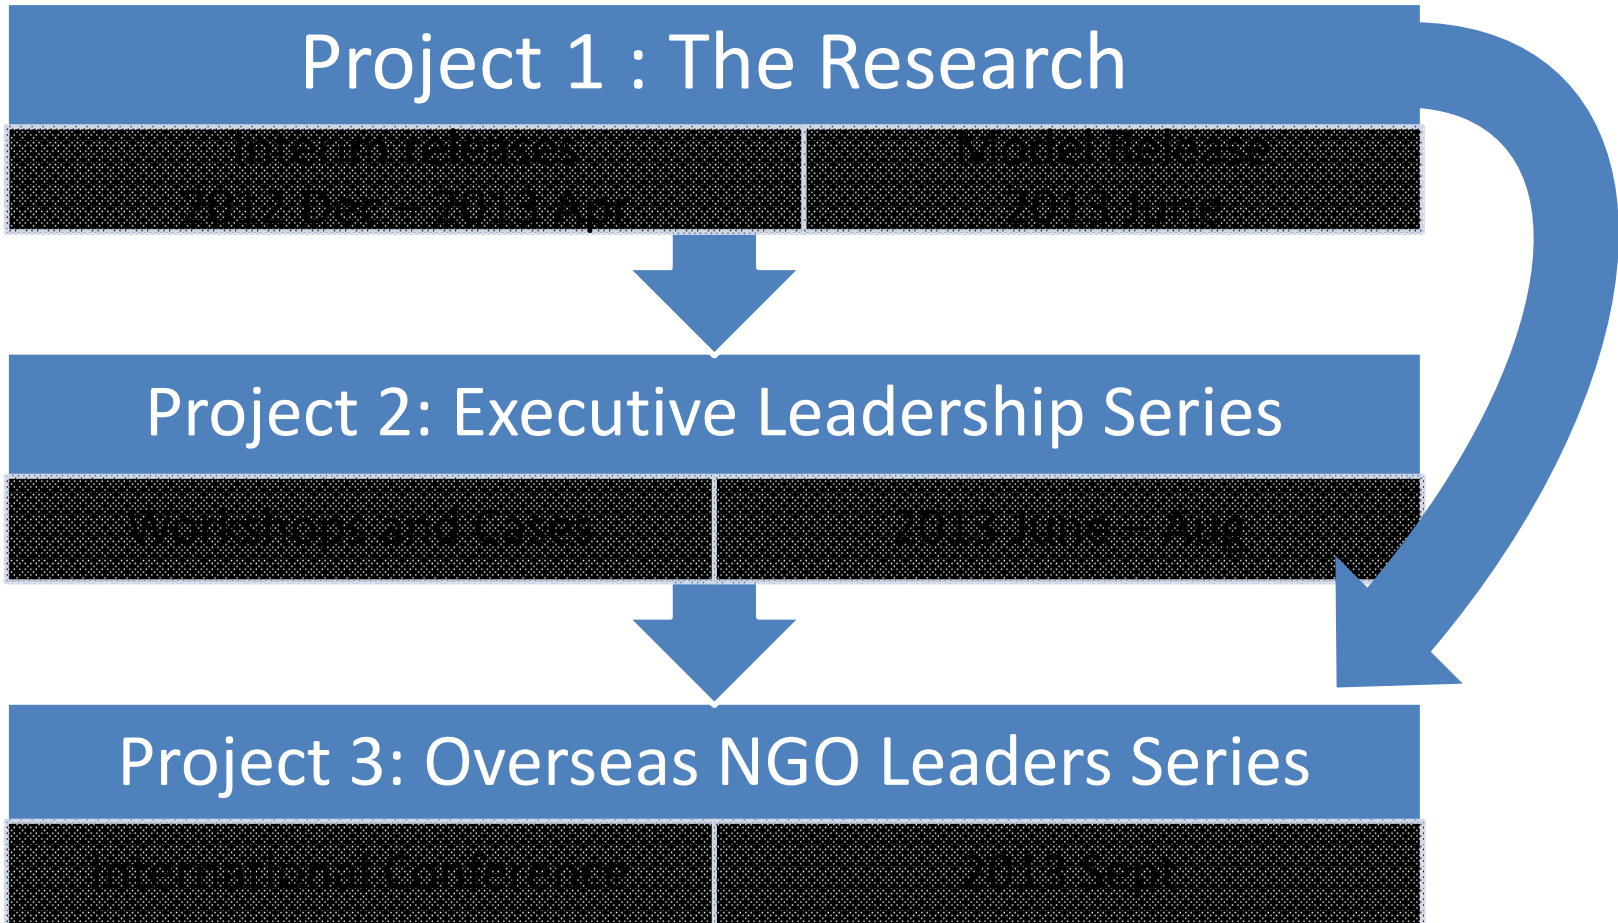 Project 1 : The Research
Interim releases
2012 Dec – 2013 Apr
Model Release
2013 June
Project 2: Executive Leadership Series
Workshops and Cases
2013 June – Aug
Project 3: Overseas NGO Leaders Series
International Conference
2013 Sept